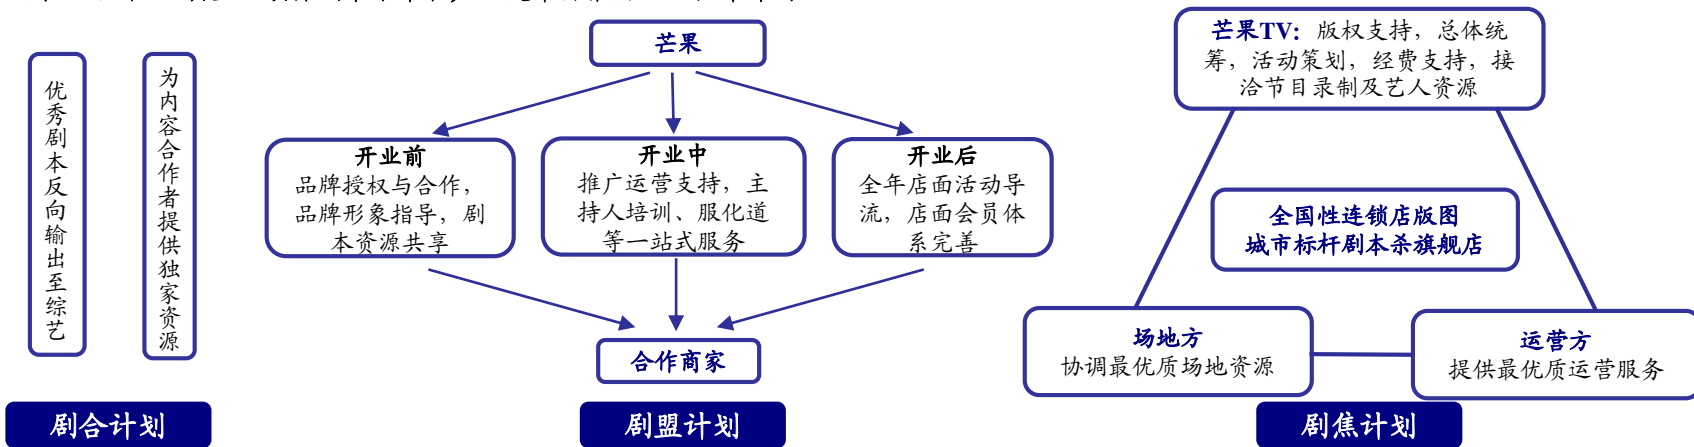 优秀剧本反向输出至综艺
为内容合作者提供独家资源
剧合计划
芒果
开业前
品牌授权与合作，
品牌形象指导，剧
本资源共享
开业中
推广运营支持，主
持人培训、服化道
等一站式服务
开业后
全年店面活动导
流，店面会员体
系完善
合作商家
剧盟计划
芒果TV：版权支持，总体统
筹，活动策划，经费支持，接
洽节目录制及艺人资源
全国性连锁店版图
城市标杆剧本杀旗舰店
场地方
协调最优质场地资源
运营方
提供最优质运营服务
剧焦计划